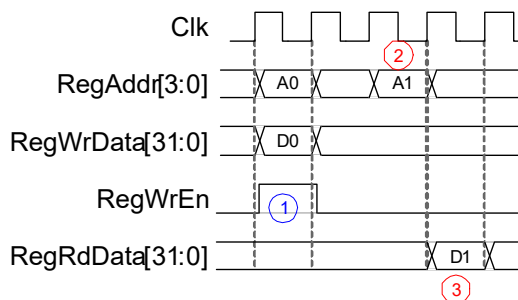 Clk
2
RegAddr[3:0] A0 A1
RegWrData[31:0] D0
RegWrEn 1
RegRdData[31:0] D1
3